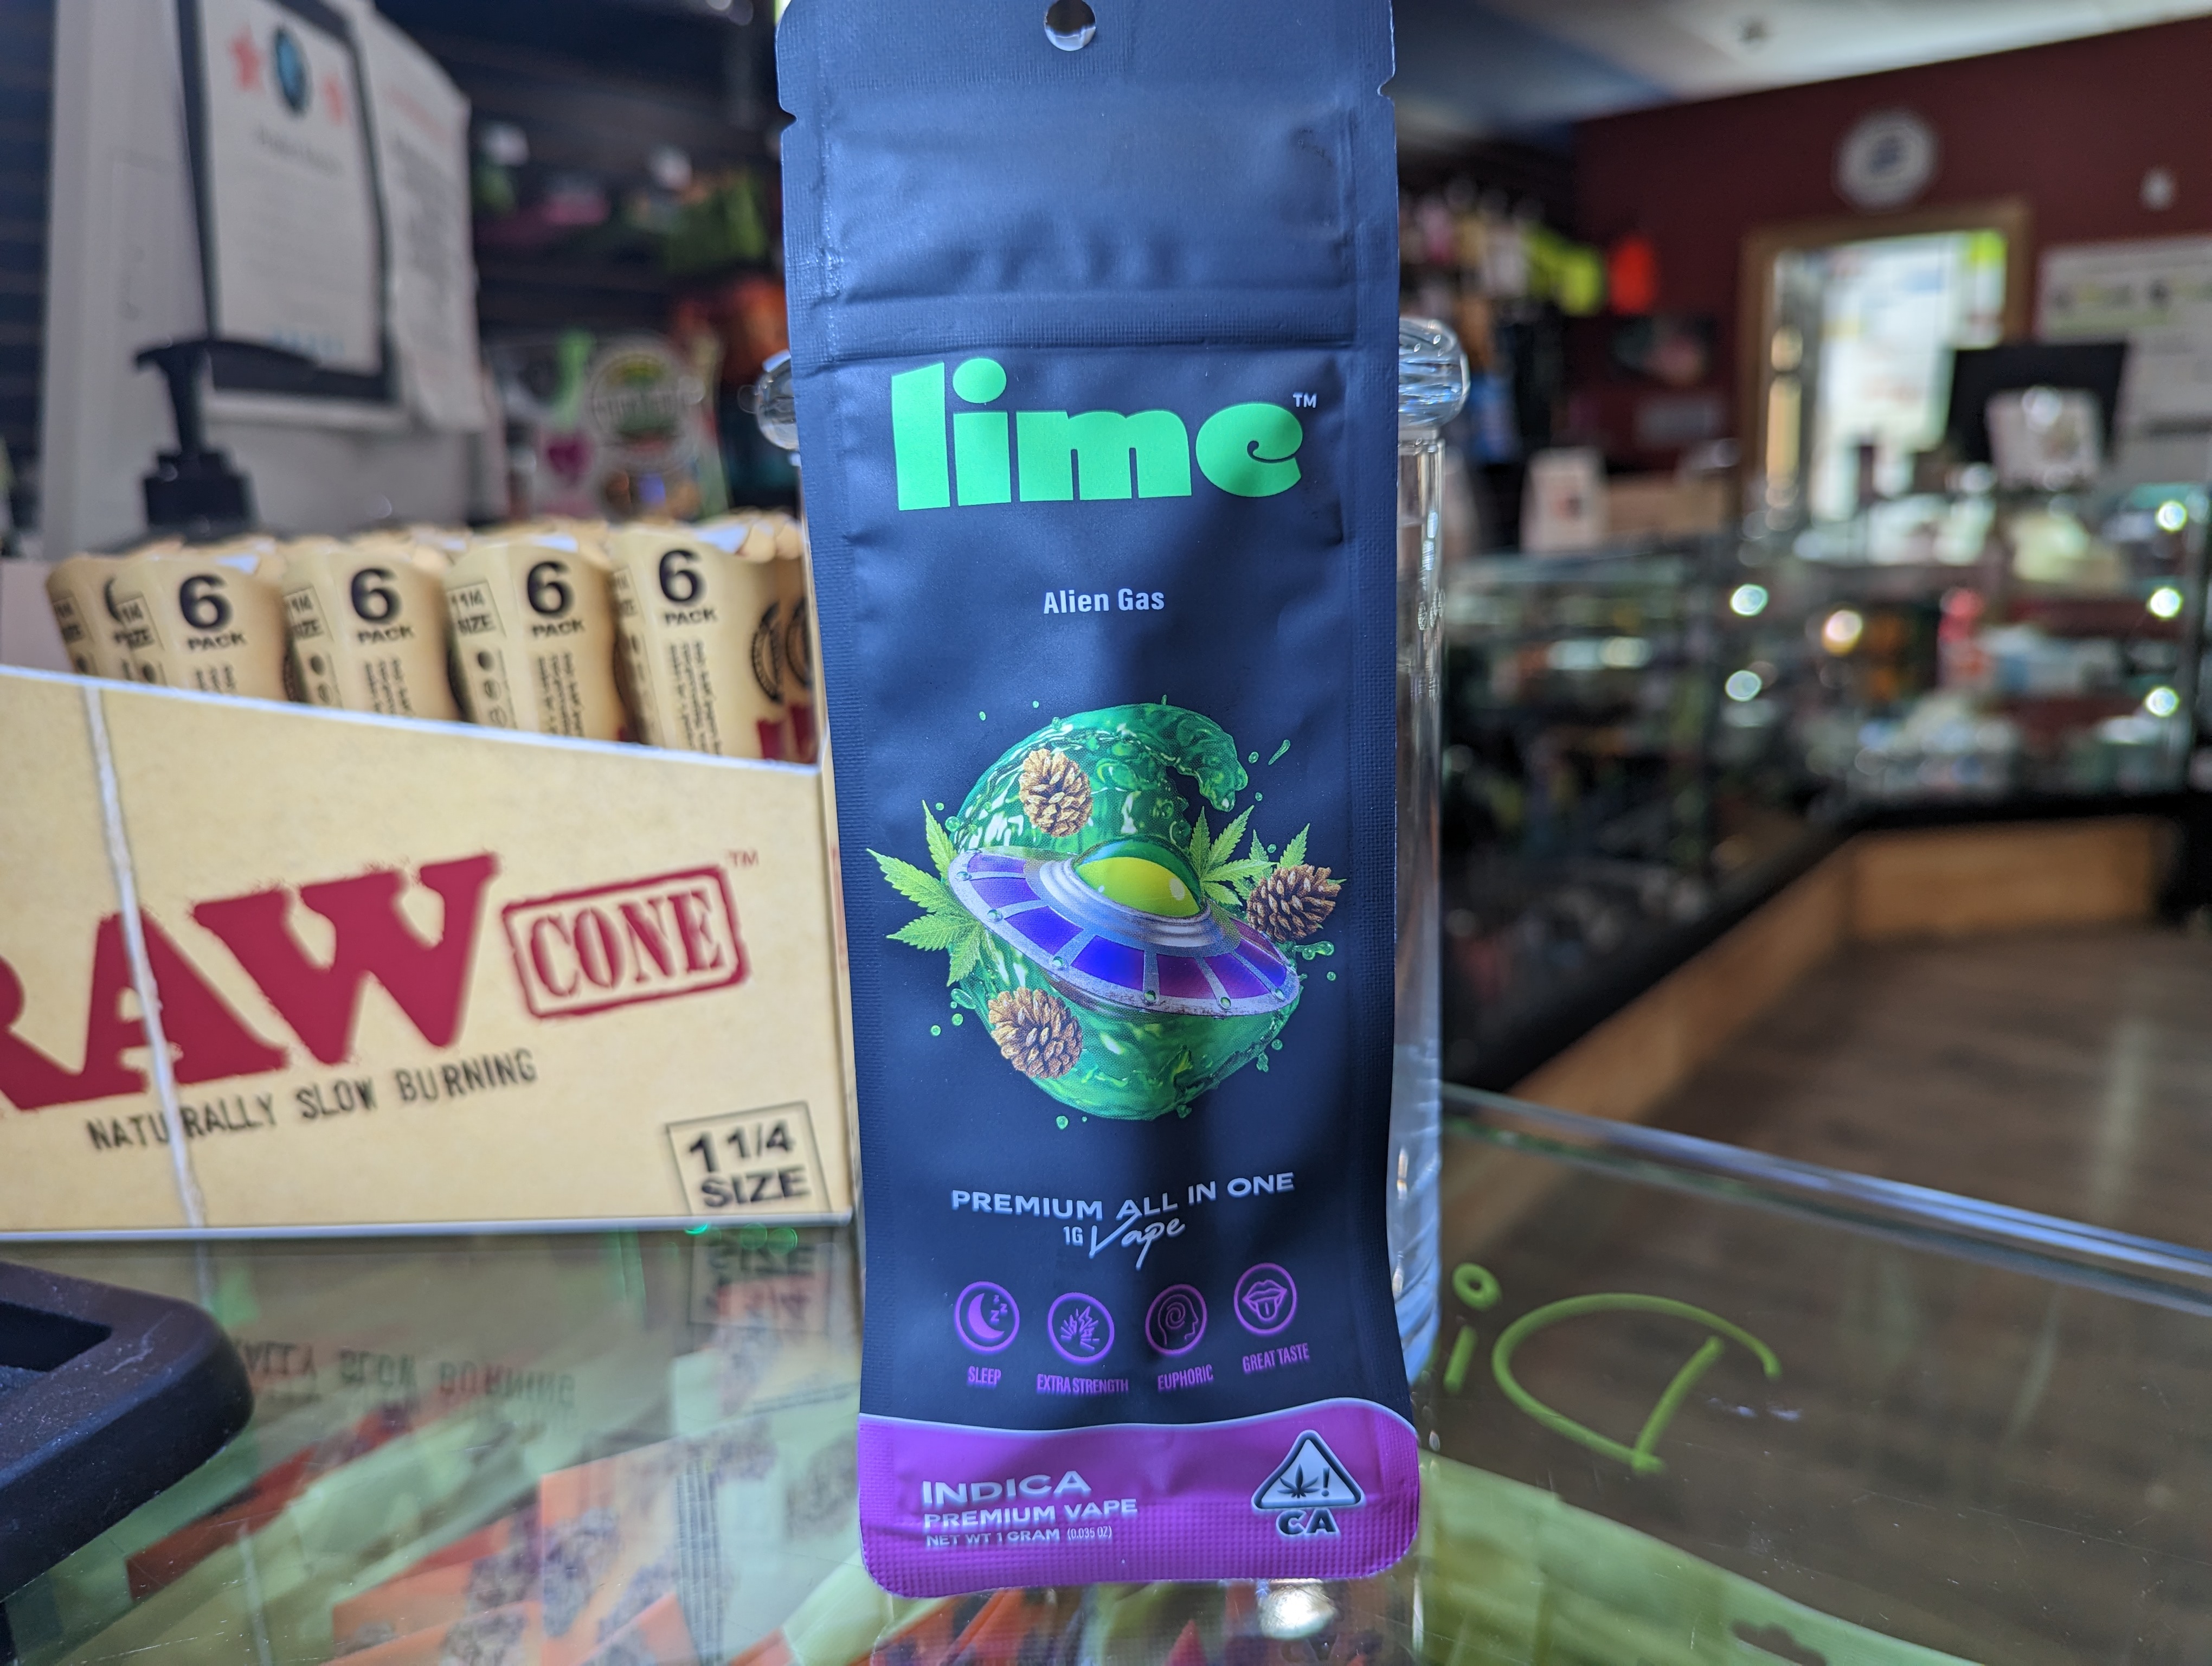 lime™
Alien Gas
PREMIUM ALL IN ONE
1G Vape
SLEEP
EXTRA STRENGTH
EUPHORIC
GREAT TASTE
INDICA
PREMIUM VAPE
NET WT 1 GRAM (0.035 OZ)
CA
6
PACK
6
PACK
6
PACK
6
PACK
RAW™
CONE
NATURALLY SLOW BURNING
1 1/4
SIZE